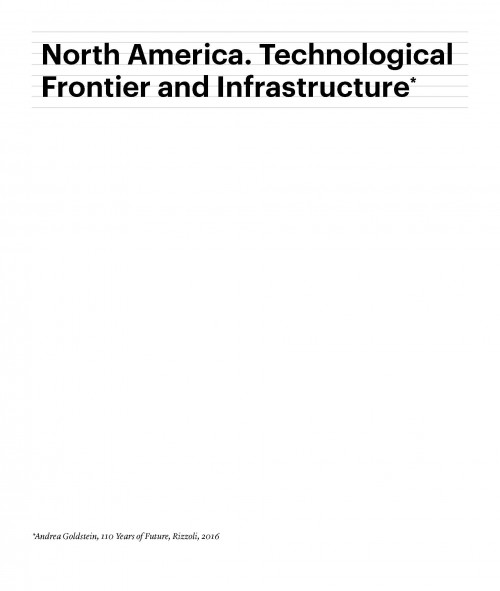 North America. Technological
Frontier and Infrastructure*
*Andrea Goldstein, 110 Years of Future, Rizzoli, 2016